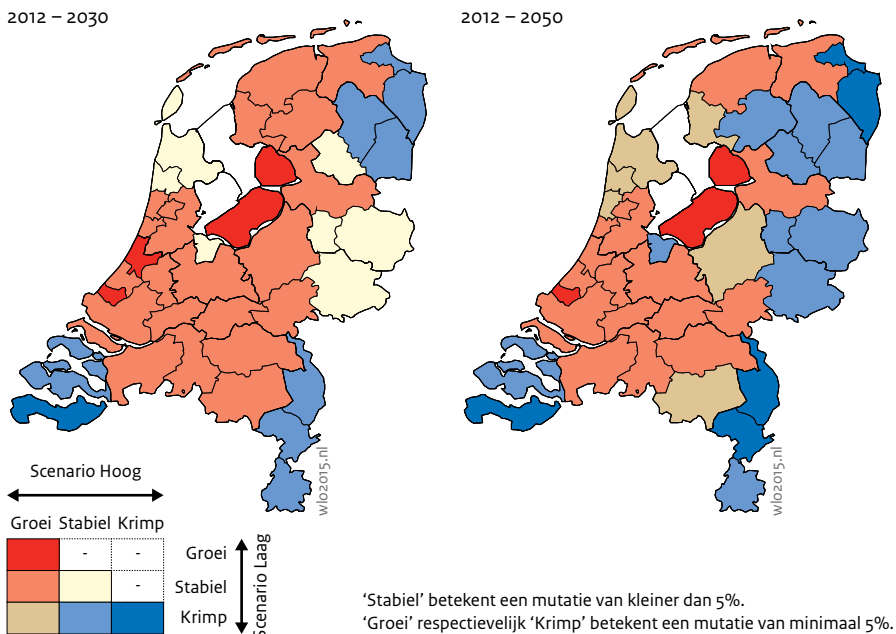 2012 – 2030
2012 – 2050
wlo2015.nl
wlo2015.nl
Scenario Hoog
Groei Stabiel Krimp
- - Groei
- Stabiel
Krimp
Scenario Laag
‘Stabiel’ betekent een mutatie van kleiner dan 5%.
‘Groei’ respectievelijk ‘Krimp’ betekent een mutatie van minimaal 5%.